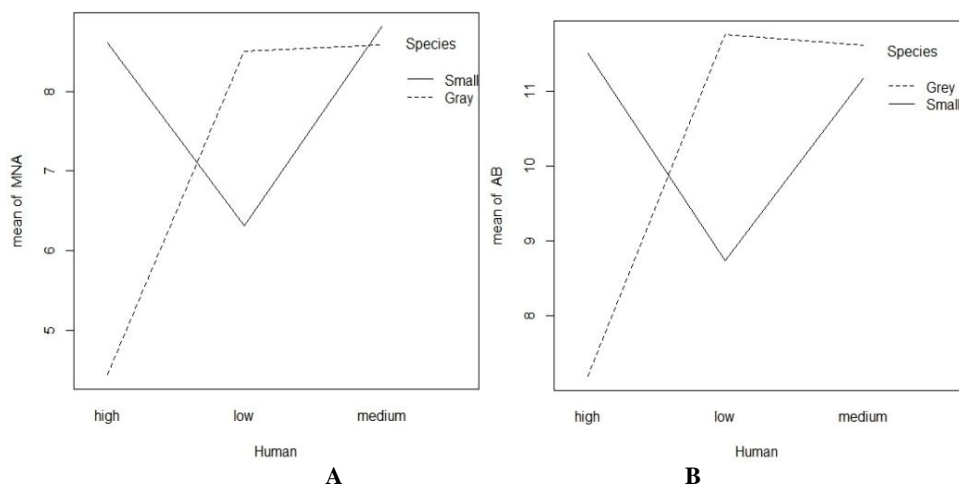 mean of MNA
8
7
6
5
Species
Small
Gray
high low medium
Human
A
mean of AB
11
10
9
8
Species
Grey
Small
high low medium
Human
B